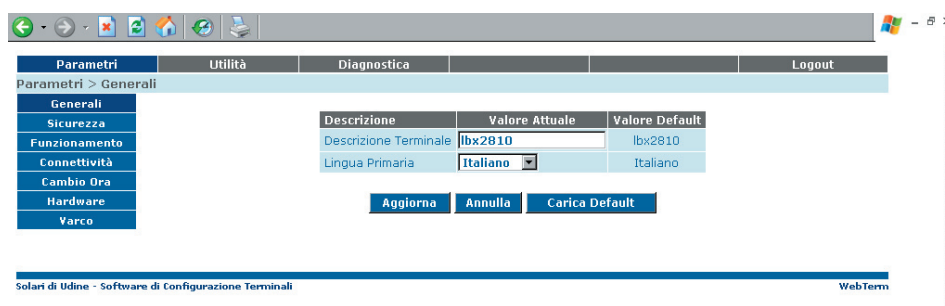 Parametri Utilità Diagnostica Logout
Parametri > Generali
Generali
Sicurezza
Funzionamento
Connettività
Cambio Ora
Hardware
Varco
Descrizione Valore Attuale Valore Default
Descrizione Terminale lbx2810 lbx2810
Lingua Primaria Italiano Italiano
Aggiorna Annulla Carica Default
Solari di Udine - Software di Configurazione Terminali WebTerm